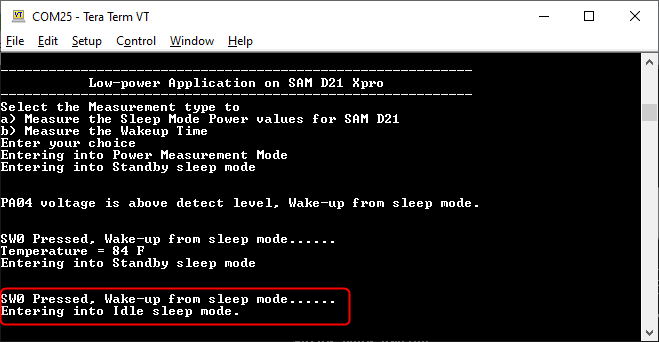 COM25 - Tera Term VT
File Edit Setup Control Window Help
Low-power Application on SAM D21 Xpro
Select the Measurement type to
a) Measure the Sleep Mode Power values for SAM D21
b) Measure the Wakeup Time
Enter your choice
Entering into Power Measurement Mode
Entering into Standby sleep mode
PA04 voltage is above detect level, Wake-up from sleep mode.
SW0 Pressed, Wake-up from sleep mode......
Temperature = 84 F
Entering into Standby sleep mode
SW0 Pressed, Wake-up from sleep mode......
Entering into Idle sleep mode.